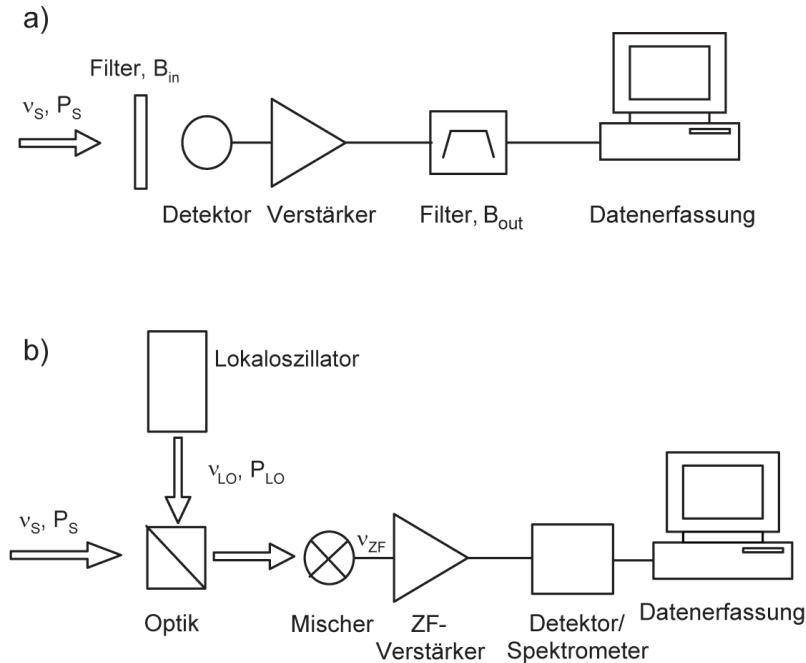 a)
Filter, B_in
ν_S, P_S
Detektor
Verstärker
Filter, B_out
Datenerfassung
b)
Lokaloszillator
ν_LO, P_LO
ν_S, P_S
ν_ZF
Optik
Mischer
ZF-
Verstärker
Detektor/
Spektrometer
Datenerfassung